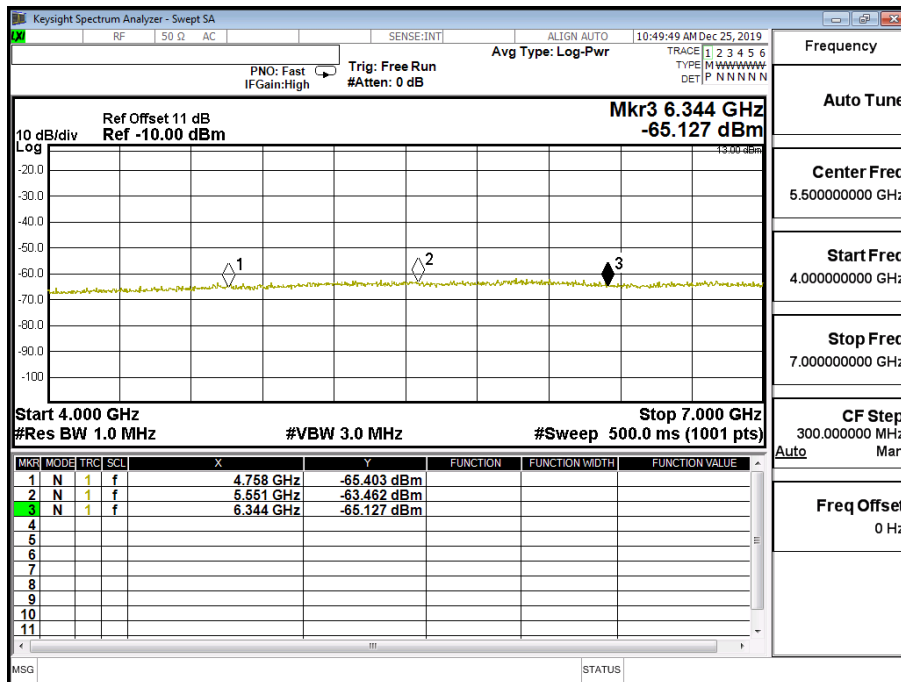 Keysight Spectrum Analyzer - Swept SA
LXI RF 50 Ω AC SENSE:INT ALIGN AUTO 10:49:49 AM Dec 25, 2019
Avg Type: Log-Pwr TRACE 1 2 3 4 5 6
TYPE M WWWWW
DET P N N N N N
PNO: Fast Trig: Free Run
IFGain:High #Atten: 0 dB
Mkr3 6.344 GHz
-65.127 dBm
Ref Offset 11 dB
10 dB/div Ref -10.00 dBm
Log
-13.00 dBm
-20.0
-30.0
-40.0
-50.0
-60.0
-70.0
-80.0
-90.0
-100
1
2
3
Start 4.000 GHz Stop 7.000 GHz
#Res BW 1.0 MHz #VBW 3.0 MHz #Sweep 500.0 ms (1001 pts)
MKR MODE TRC SCL X Y FUNCTION FUNCTION WIDTH FUNCTION VALUE
1 N 1 f 4.758 GHz -65.403 dBm
2 N 1 f 5.551 GHz -63.462 dBm
3 N 1 f 6.344 GHz -65.127 dBm
4
5
6
7
8
9
10
11
MSG STATUS
Frequency
Auto Tune
Center Freq
5.500000000 GHz
Start Freq
4.000000000 GHz
Stop Freq
7.000000000 GHz
CF Step
300.000000 MHz
Auto Man
Freq Offset
0 Hz